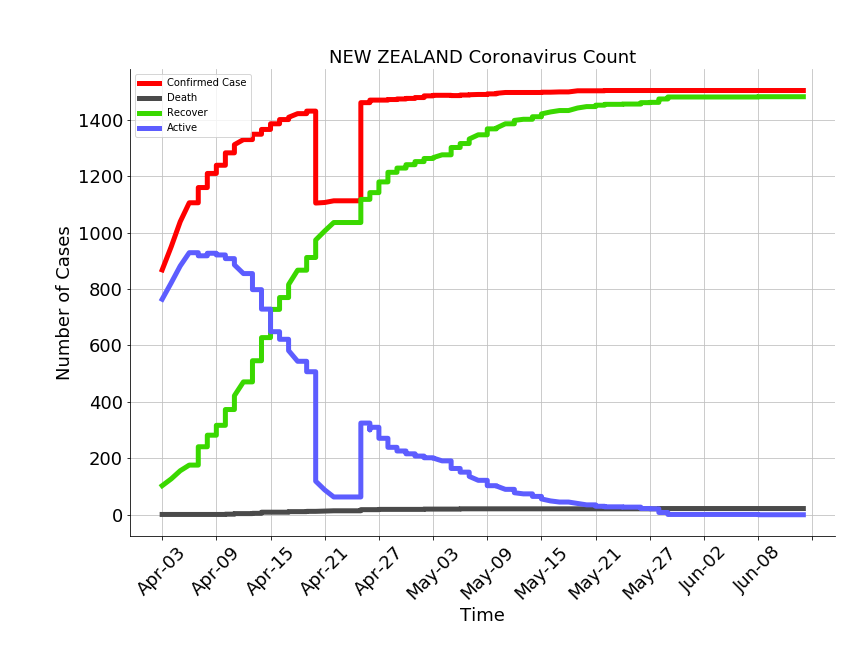 NEW ZEALAND Coronavirus Count
Confirmed Case
Death
Recover
Active
Number of Cases
1400
1200
1000
800
600
400
200
0
Apr-03
Apr-09
Apr-15
Apr-21
Apr-27
May-03
May-09
May-15
May-21
May-27
Jun-02
Jun-08
Time